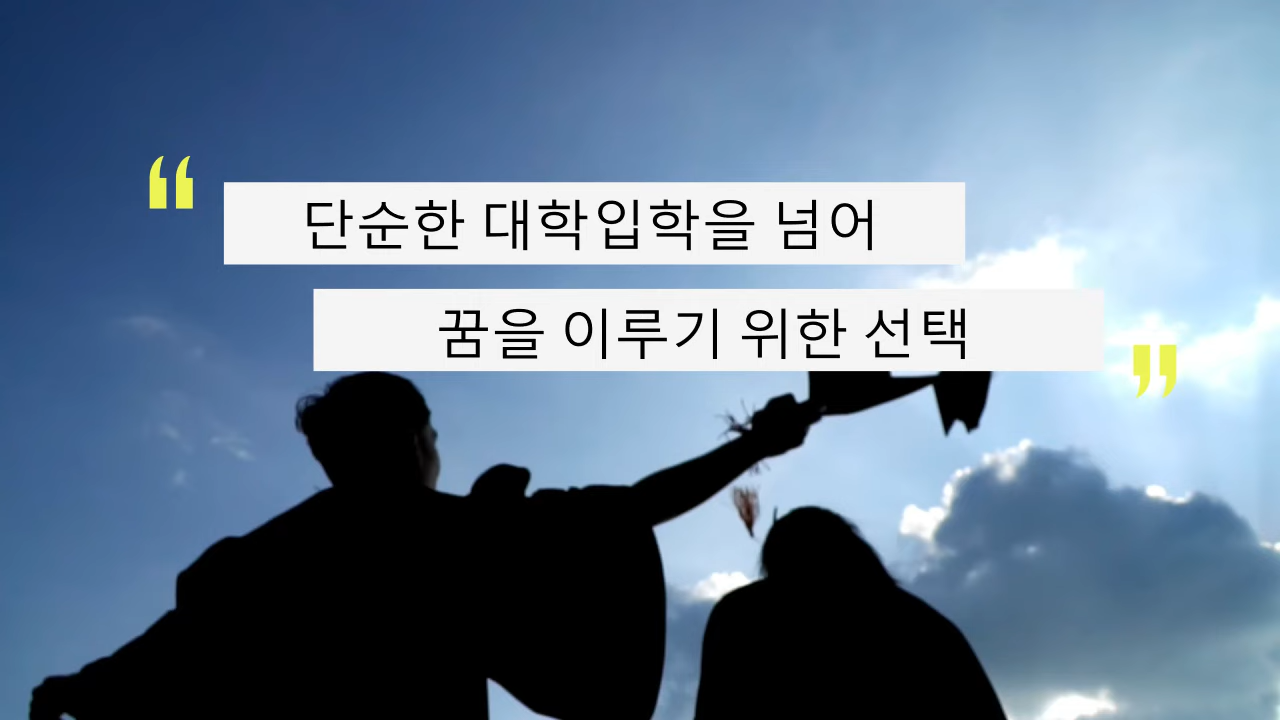 “
단순한 대학입학을 넘어
꿈을 이루기 위한 선택
”